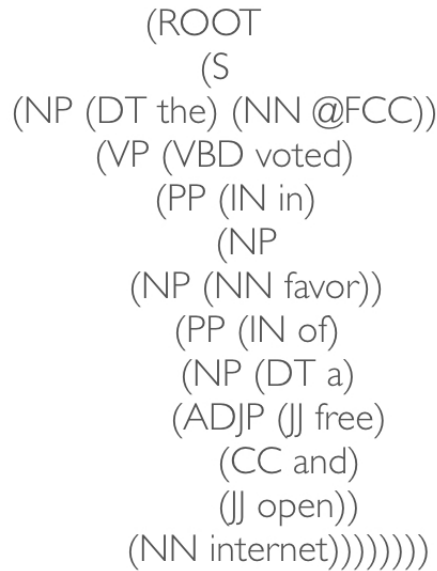 (ROOT
(S
(NP (DT the) (NN @FCC))
(VP (VBD voted)
(PP (IN in)
(NP
(NP (NN favor))
(PP (IN of)
(NP (DT a)
(ADJP (JJ free)
(CC and)
(JJ open))
(NN internet))))))))